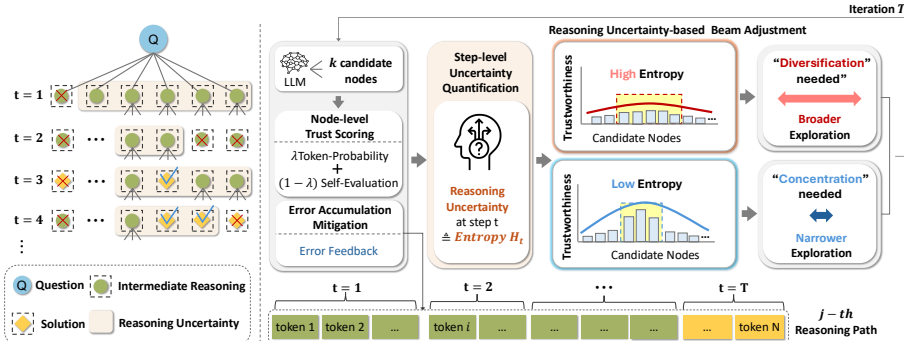 Iteration T
Q
t = 1
t = 2
...
t = 3
...
t = 4
...
⋮
Q Question
Intermediate Reasoning
Solution
Reasoning Uncertainty
LLM
k candidate
nodes
Node-level
Trust Scoring
λToken-Probability
+
(1 − λ) Self-Evaluation
Error Accumulation
Mitigation
Error Feedback
Step-level
Uncertainty
Quantification
?
Reasoning
Uncertainty
at step t
≜ Entropy H_t
Reasoning Uncertainty-based Beam Adjustment
Trustworthiness
High Entropy
...
Candidate Nodes
Trustworthiness
Low Entropy
...
Candidate Nodes
“Diversification
needed”
Broader
Exploration
“Concentration”
needed
Narrower
Exploration
t = 1
t = 2
...
t = T
token 1
token 2
...
token i
...
...
...
...
...
token N
j − th
Reasoning Path